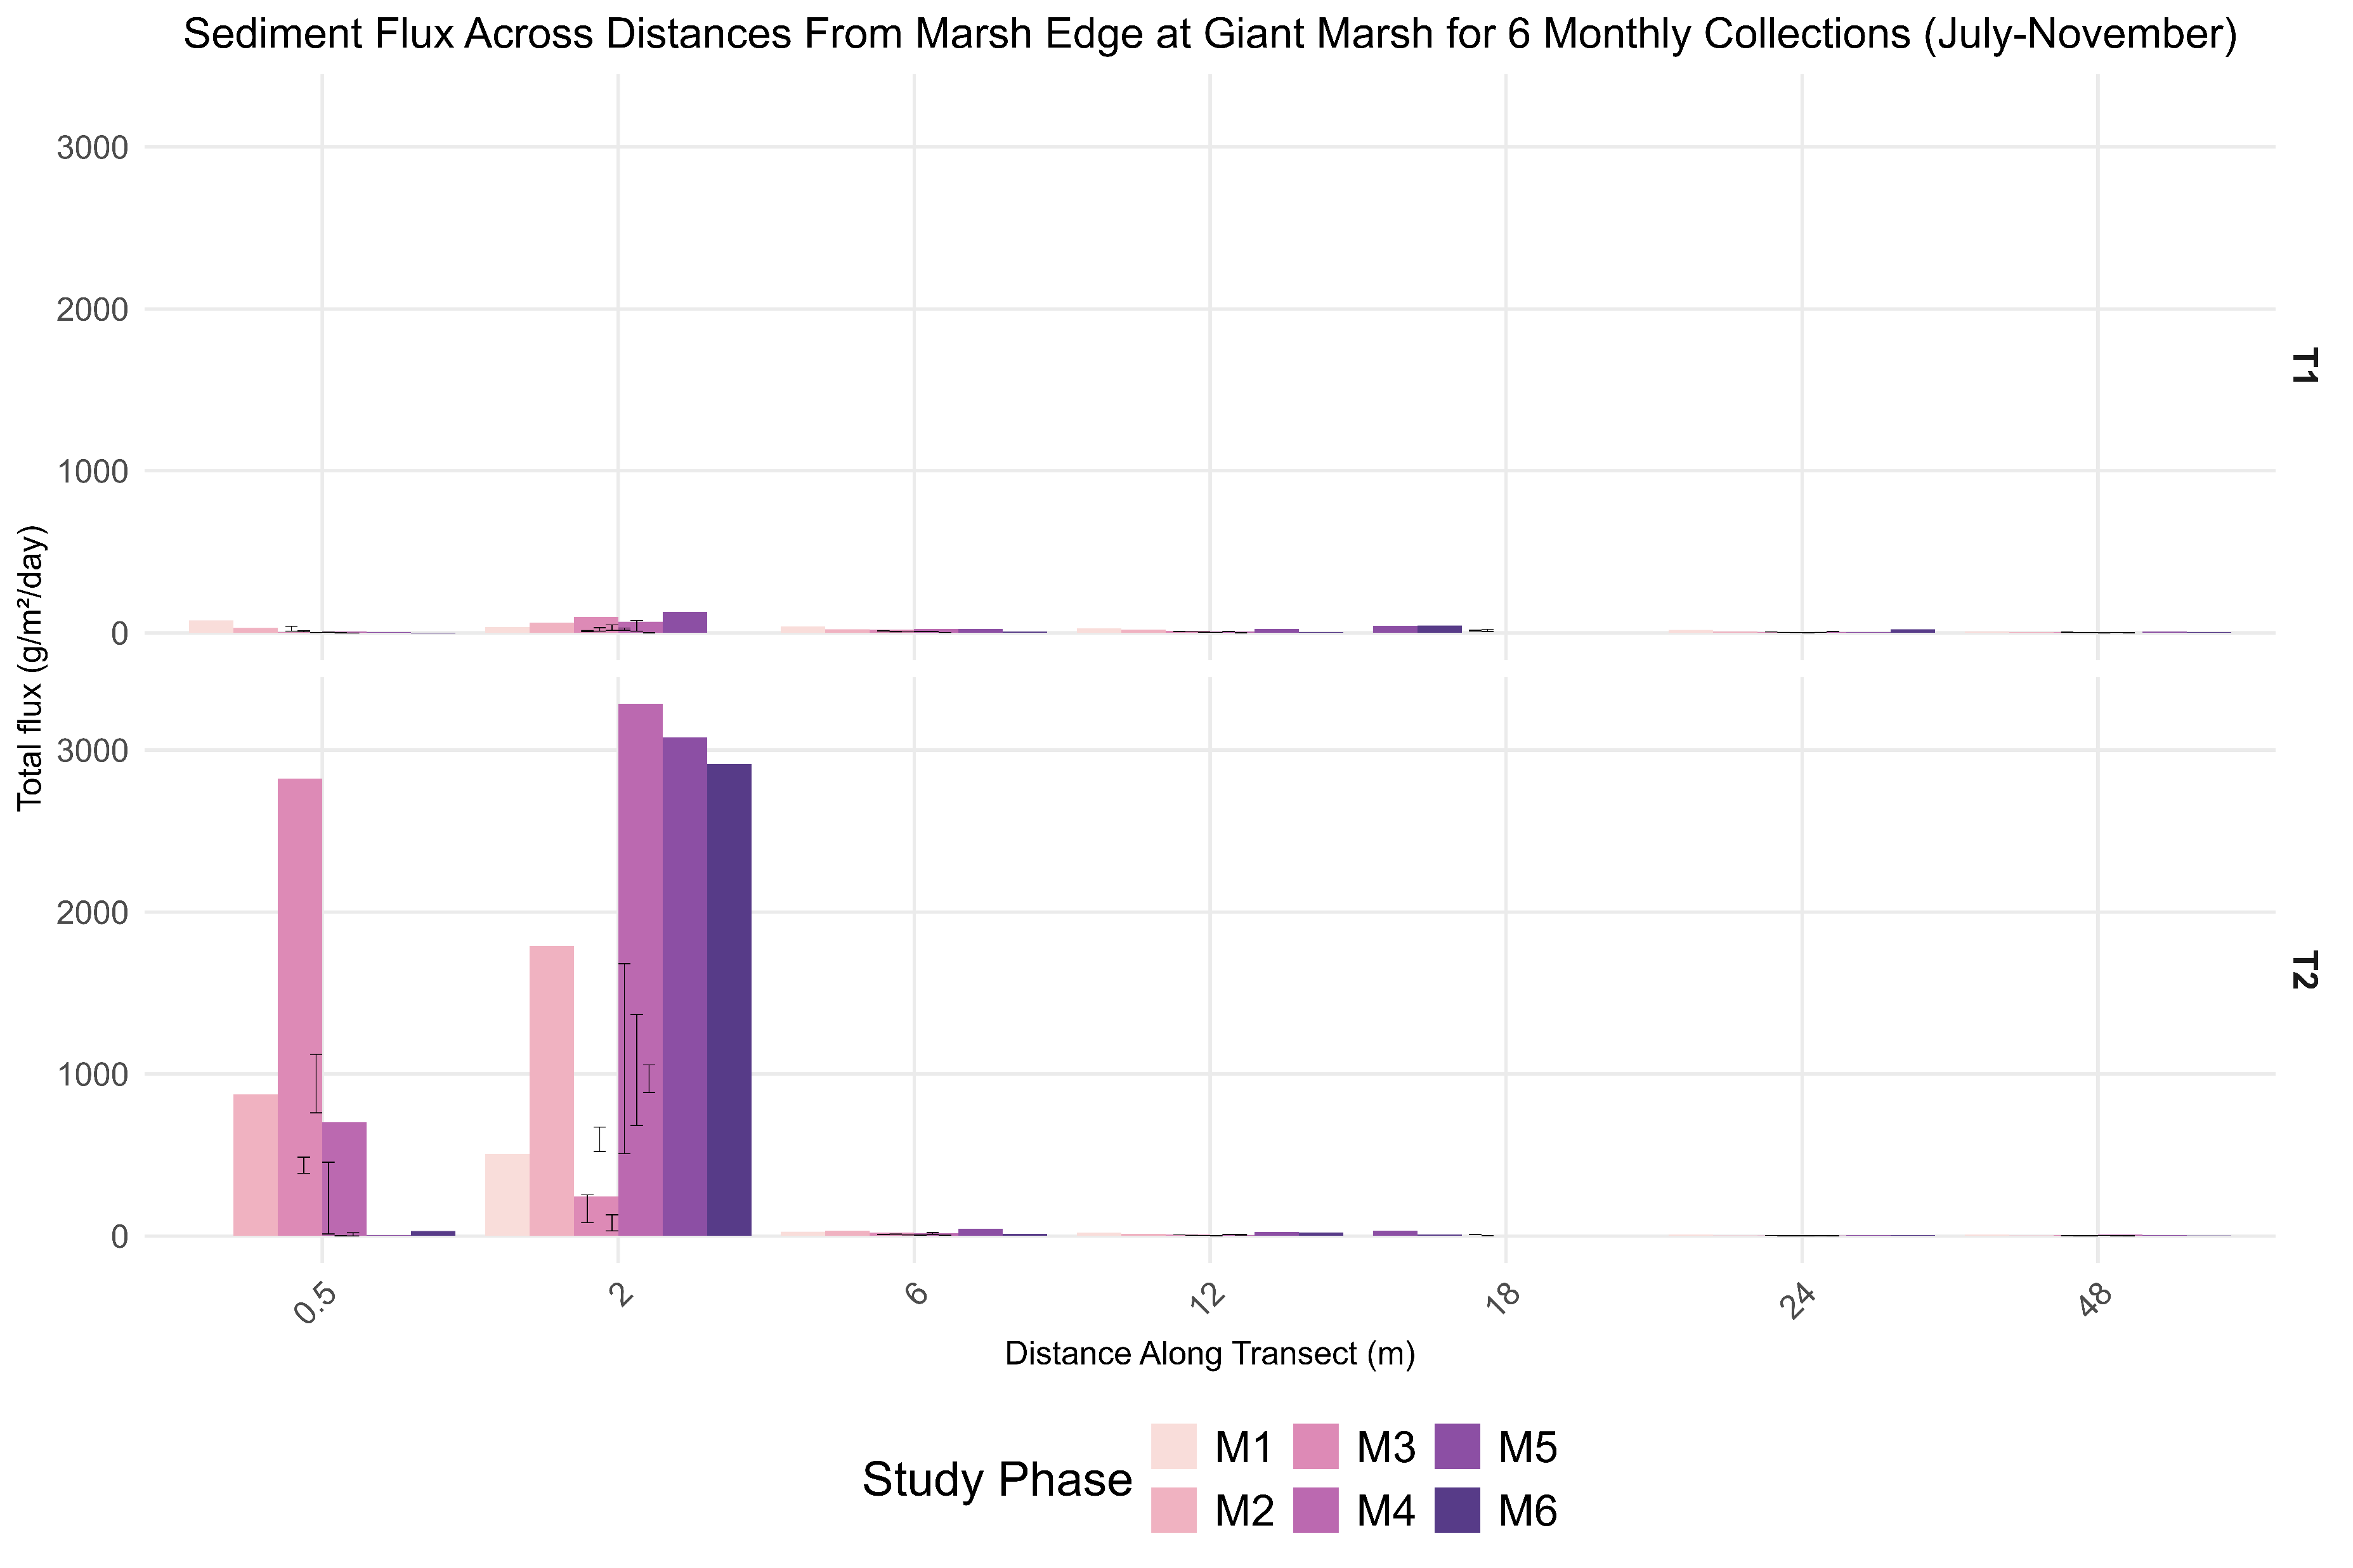 Sediment Flux Across Distances From Marsh Edge at Giant Marsh for 6 Monthly Collections (July-November)
Total flux (g/m²/day)
3000
2000
1000
0
T1
3000
2000
1000
0
T2
0.5
2
6
12
18
24
48
Distance Along Transect (m)
Study Phase
M1
M3
M5
M2
M4
M6